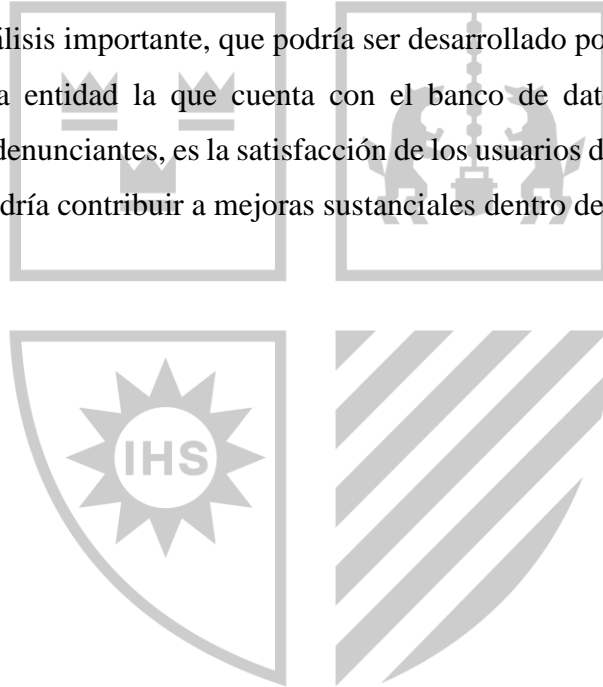 álisis importante, que podría ser desarrollado po
a entidad la que cuenta con el banco de dat
denunciantes, es la satisfacción de los usuarios d
dría contribuir a mejoras sustanciales dentro de
IHS